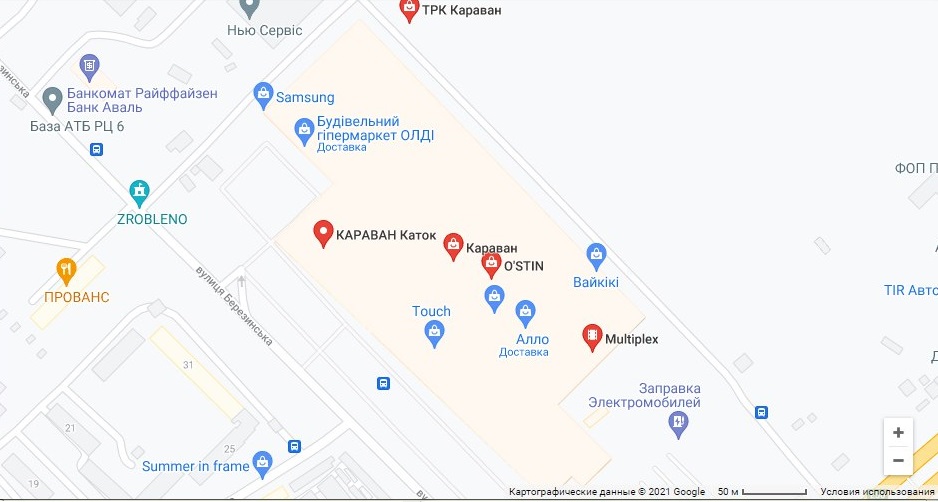 ТРК Караван
Нью Сервіс
резинська
Банкомат Райффайзен
Банк Аваль
База АТБ РЦ 6
Samsung
Будівельний
гіпермаркет ОЛДІ
Доставка
ФОП П
ZROBLENO
КАРАВАН Каток
Караван
O'STIN
Вайкікі
TIR Авто
ПРОВАНС
вулиця Березинська
Touch
Алло
Доставка
Multiplex
31
Заправка
Электромобилей
21
25
Summer in frame
19
+
−
Картографические данные © 2021 Google
50 м
Условия использования